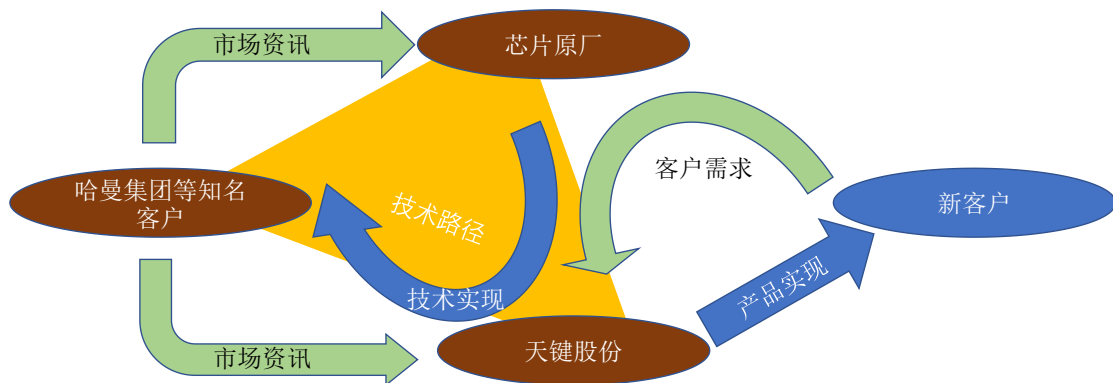 市场资讯
芯片原厂
客户需求
哈曼集团等知名
客户
技术路径
新客户
技术实现
产品实现
市场资讯
天键股份